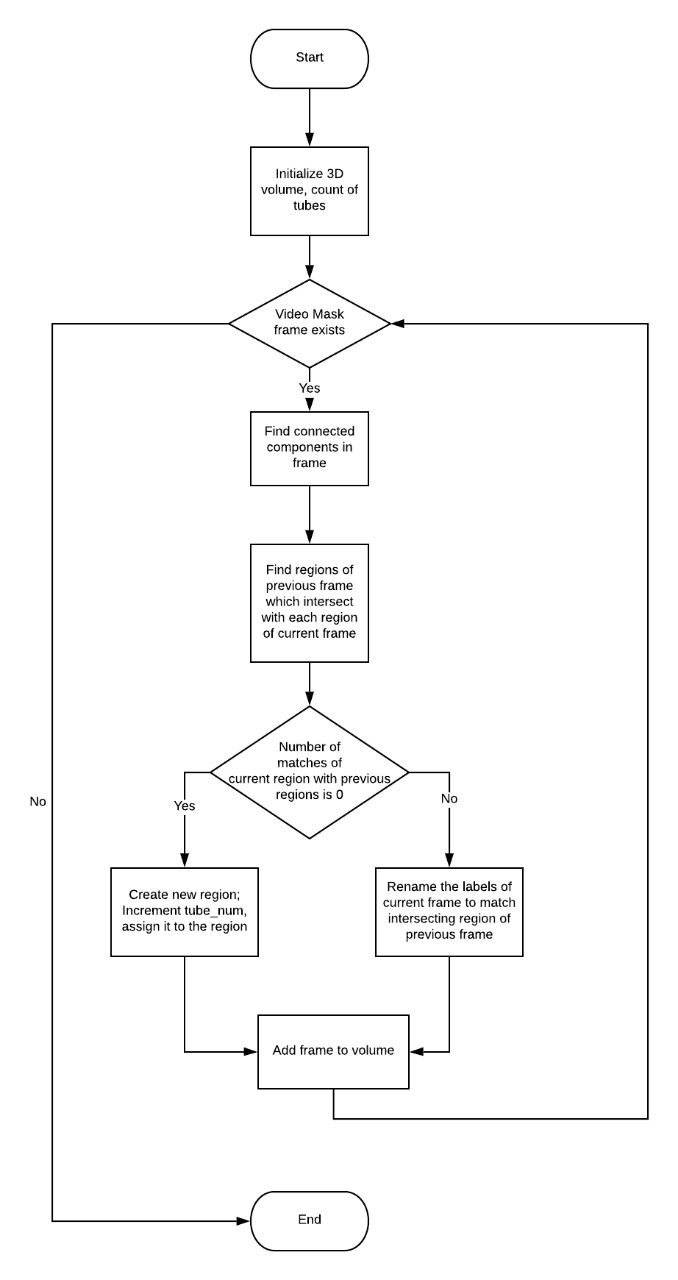 Start
Initialize 3D
volume, count of
tubes
Video Mask
frame exists
Yes
Find connected
components in
frame
Find regions of
previous frame
which intersect
with each region
of current frame
Number of
matches of
current region with previous
regions is 0
Yes
No
No
Create new region;
Increment tube_num,
assign it to the region
Rename the labels of
current frame to match
intersecting region of
previous frame
Add frame to volume
End